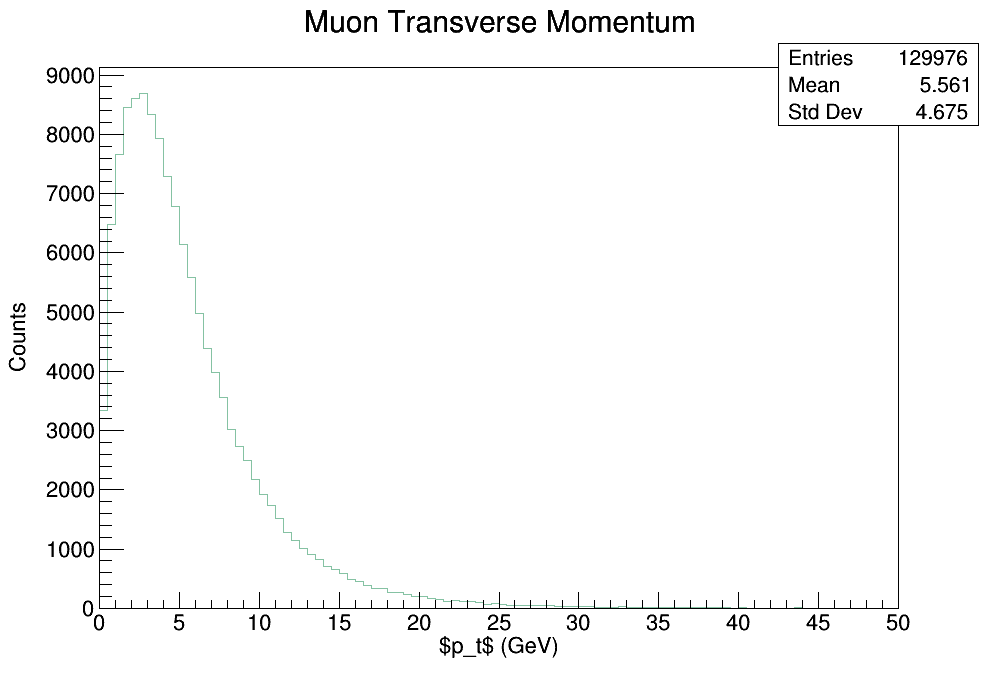 Muon Transverse Momentum
Entries 129976
Mean 5.561
Std Dev 4.675
Counts
9000
8000
7000
6000
5000
4000
3000
2000
1000
0
0 5 10 15 20 25 30 35 40 45 50
$p_t$ (GeV)